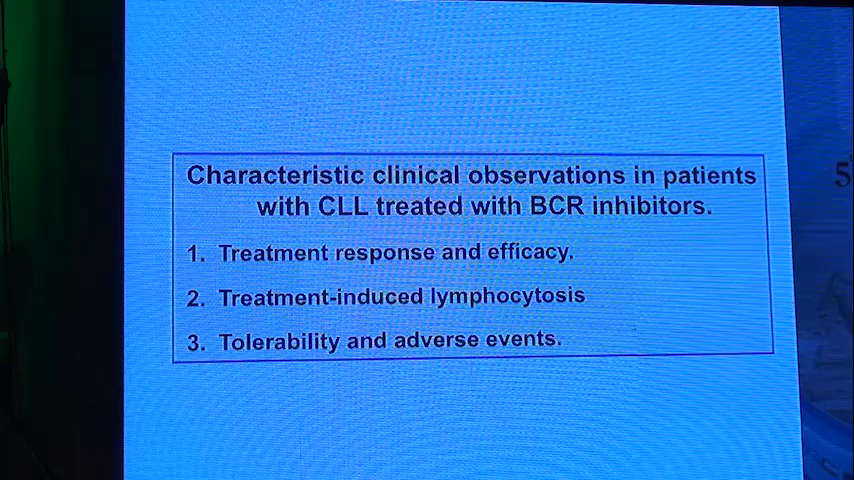 Characteristic clinical observations in patients
with CLL treated with BCR inhibitors.
1. Treatment response and efficacy.
2. Treatment-induced lymphocytosis
3. Tolerability and adverse events.
5